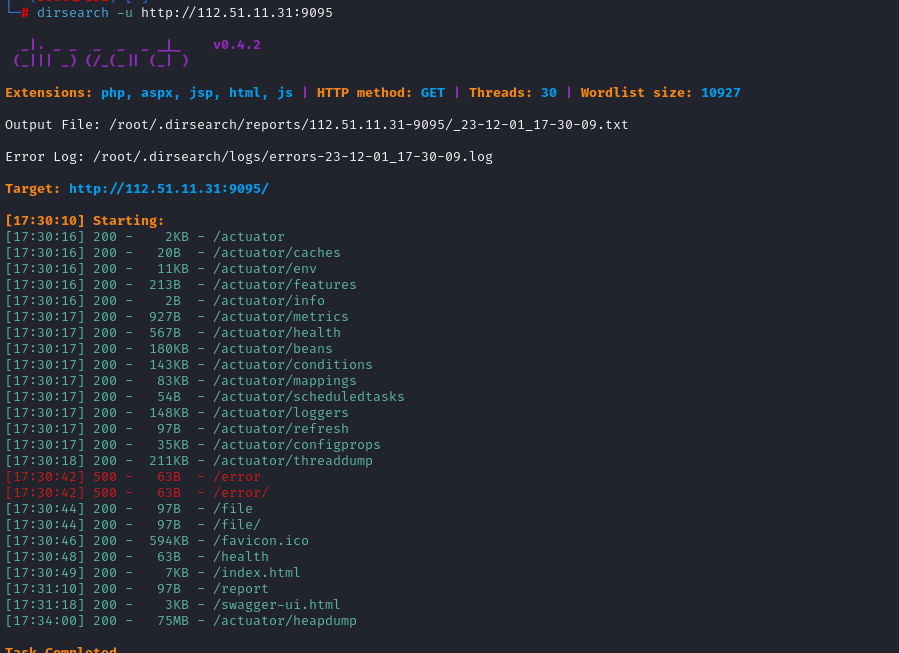 # dirsearch -u http://112.51.11.31:9095
v0.4.2
Extensions: php, aspx, jsp, html, js | HTTP method: GET | Threads: 30 | Wordlist size: 10927
Output File: /root/.dirsearch/reports/112.51.11.31-9095/_23-12-01_17-30-09.txt
Error Log: /root/.dirsearch/logs/errors-23-12-01_17-30-09.log
Target: http://112.51.11.31:9095/
[17:30:10] Starting:
[17:30:16] 200 -    2KB - /actuator
[17:30:16] 200 -   20B  - /actuator/caches
[17:30:16] 200 -   11KB - /actuator/env
[17:30:16] 200 -  213B  - /actuator/features
[17:30:16] 200 -    2B  - /actuator/info
[17:30:17] 200 -  927B  - /actuator/metrics
[17:30:17] 200 -  567B  - /actuator/health
[17:30:17] 200 -  180KB - /actuator/beans
[17:30:17] 200 -  143KB - /actuator/conditions
[17:30:17] 200 -   83KB - /actuator/mappings
[17:30:17] 200 -   54B  - /actuator/scheduledtasks
[17:30:17] 200 -  148KB - /actuator/loggers
[17:30:17] 200 -   97B  - /actuator/refresh
[17:30:17] 200 -   35KB - /actuator/configprops
[17:30:18] 200 -  211KB - /actuator/threaddump
[17:30:42] 500 -   63B  - /error
[17:30:42] 500 -   63B  - /error/
[17:30:44] 200 -   97B  - /file
[17:30:44] 200 -   97B  - /file/
[17:30:46] 200 -  594KB - /favicon.ico
[17:30:48] 200 -   63B  - /health
[17:30:49] 200 -    7KB - /index.html
[17:31:10] 200 -   97B  - /report
[17:31:18] 200 -    3KB - /swagger-ui.html
[17:34:00] 200 -   75MB - /actuator/heapdump
Task Completed